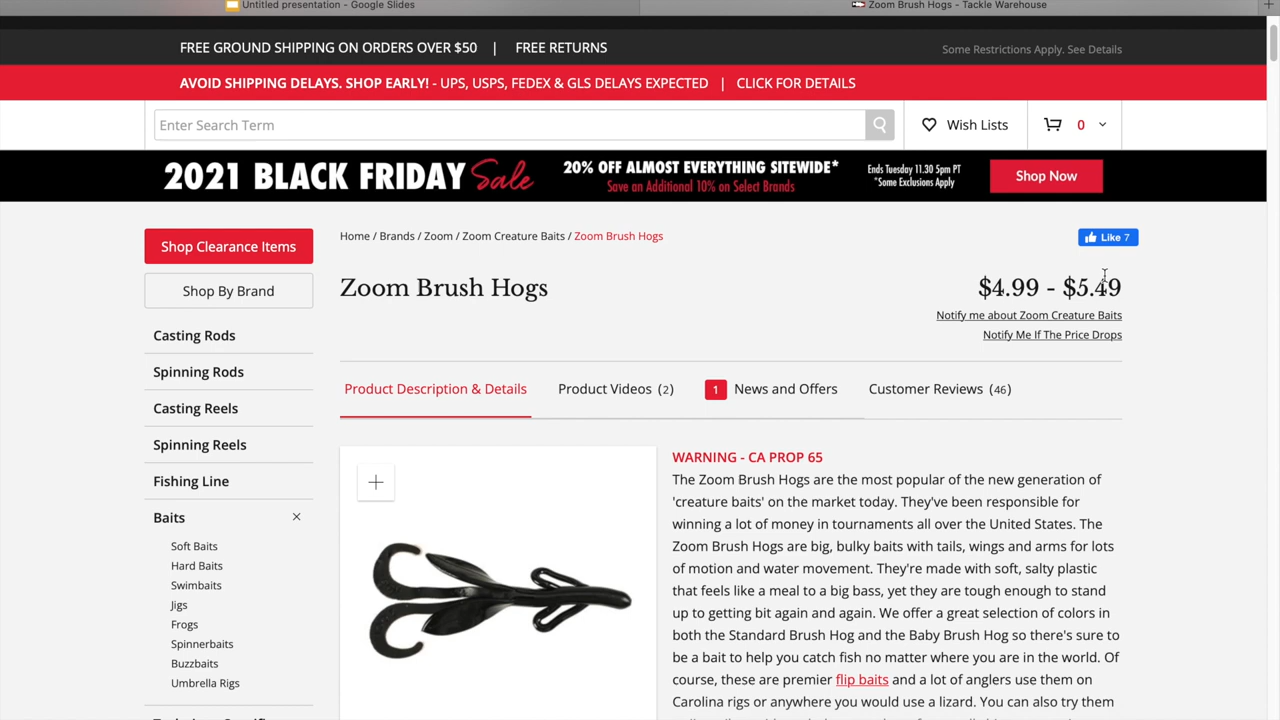 Untitled presentation - Google Slides
Zoom Brush Hogs - Tackle Warehouse
FREE GROUND SHIPPING ON ORDERS OVER $50 | FREE RETURNS
Some Restrictions Apply. See Details
AVOID SHIPPING DELAYS. SHOP EARLY! - UPS, USPS, FEDEX & GLS DELAYS EXPECTED | CLICK FOR DETAILS
Enter Search Term
Wish Lists
0
2021 BLACK FRIDAY Sale
20% OFF ALMOST EVERYTHING SITEWIDE*
Save an Additional 10% on Select Brands
Ends Tuesday 11.30 5pm PT
*Some Exclusions Apply
Shop Now
Shop Clearance Items
Shop By Brand
Casting Rods
Spinning Rods
Casting Reels
Spinning Reels
Fishing Line
Baits
Soft Baits
Hard Baits
Swimbaits
Jigs
Frogs
Spinnerbaits
Buzzbaits
Umbrella Rigs
Home / Brands / Zoom / Zoom Creature Baits / Zoom Brush Hogs
Like 7
Zoom Brush Hogs
$4.99 - $5.49
Notify me about Zoom Creature Baits
Notify Me If The Price Drops
Product Description & Details
Product Videos (2)
1 News and Offers
Customer Reviews (46)
WARNING - CA PROP 65
The Zoom Brush Hogs are the most popular of the new generation of
'creature baits' on the market today. They've been responsible for
winning a lot of money in tournaments all over the United States. The
Zoom Brush Hogs are big, bulky baits with tails, wings and arms for lots
of motion and water movement. They're made with soft, salty plastic
that feels like a meal to a big bass, yet they are tough enough to stand
up to getting bit again and again. We offer a great selection of colors in
both the Standard Brush Hog and the Baby Brush Hog so there's sure to
be a bait to help you catch fish no matter where you are in the world. Of
course, these are premier flip baits and a lot of anglers use them on
Carolina rigs or anywhere you would use a lizard. You can also try them